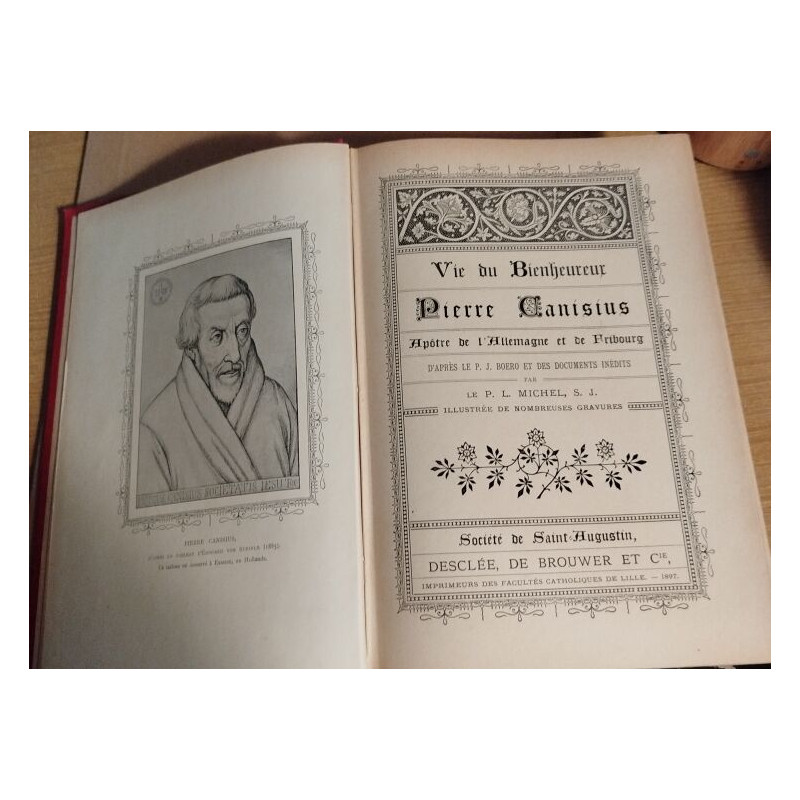 PIERRE CANISIUS,
Vie du Bienheureux
Pierre Canisius
Apôtre de l'Allemagne et de Fribourg
D'APRÈS LE P. J. BOERO ET DES DOCUMENTS INÉDITS
PAR
LE P. L. MICHEL, S. J.
ILLUSTRÉE DE NOMBREUSES GRAVURES
Société de Saint-Augustin,
DESCLÉE, DE BROUWER ET CIE,
IMPRIMEURS DES FACULTÉS CATHOLIQUES DE LILLE. — 1897.